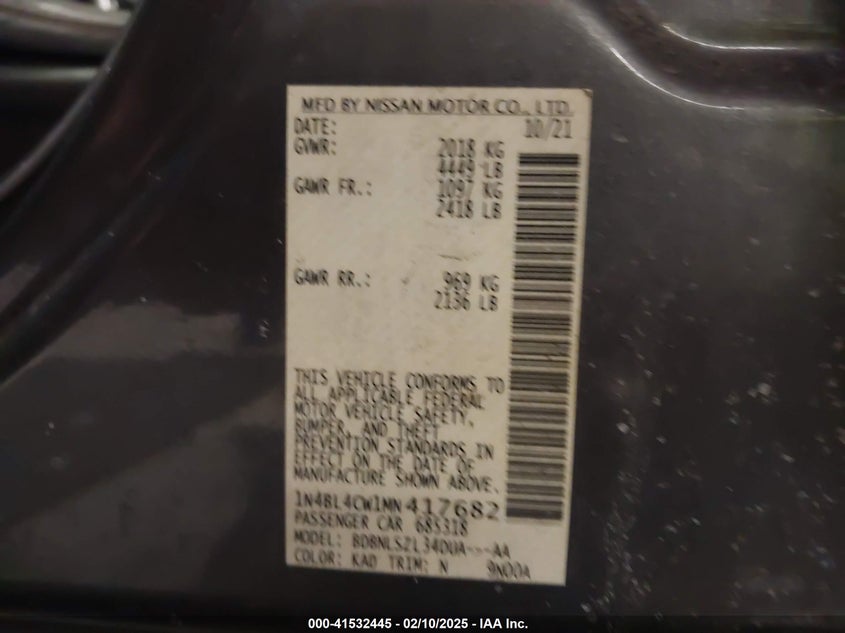 MFD BY NISSAN MOTOR CO., LTD.
DATE: 10/21
GVWR: 2018 KG
4449 LB
GAWR FR.: 1097 KG
2418 LB
GAWR RR.: 969 KG
2136 LB
THIS VEHICLE CONFORMS TO
ALL APPLICABLE FEDERAL
MOTOR VEHICLE SAFETY,
BUMPER, AND THEFT
PREVENTION STANDARDS IN
EFFECT ON THE DATE OF
MANUFACTURE SHOWN ABOVE.
1N4BL4CW1MN417682
PASSENGER CAR 685318
MODEL: BDBNLSZL34DUA---AA
COLOR: KAD TRIM: N 9N00A
000-41532445 - 02/10/2025 - IAA Inc.